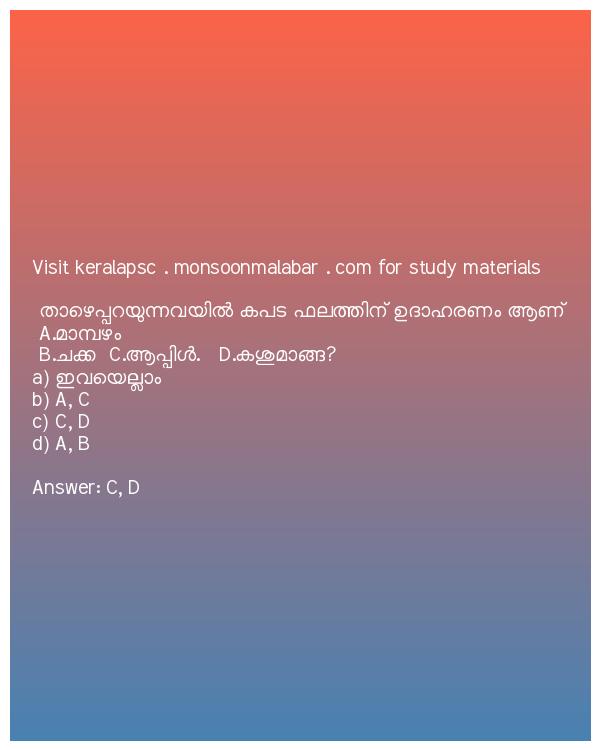 Visit keralapsc . monsoonmalabar . com for study materials
താഴെപ്പറയുന്നവയിൽ കപട ഫലത്തിന് ഉദാഹരണം ആണ്
A.മാമ്പഴം
B.ചക്ക C.ആപ്പിൾ. D.കശുമാങ്ങ?
a) ഇവയെല്ലാം
b) A, C
c) C, D
d) A, B
Answer: C, D